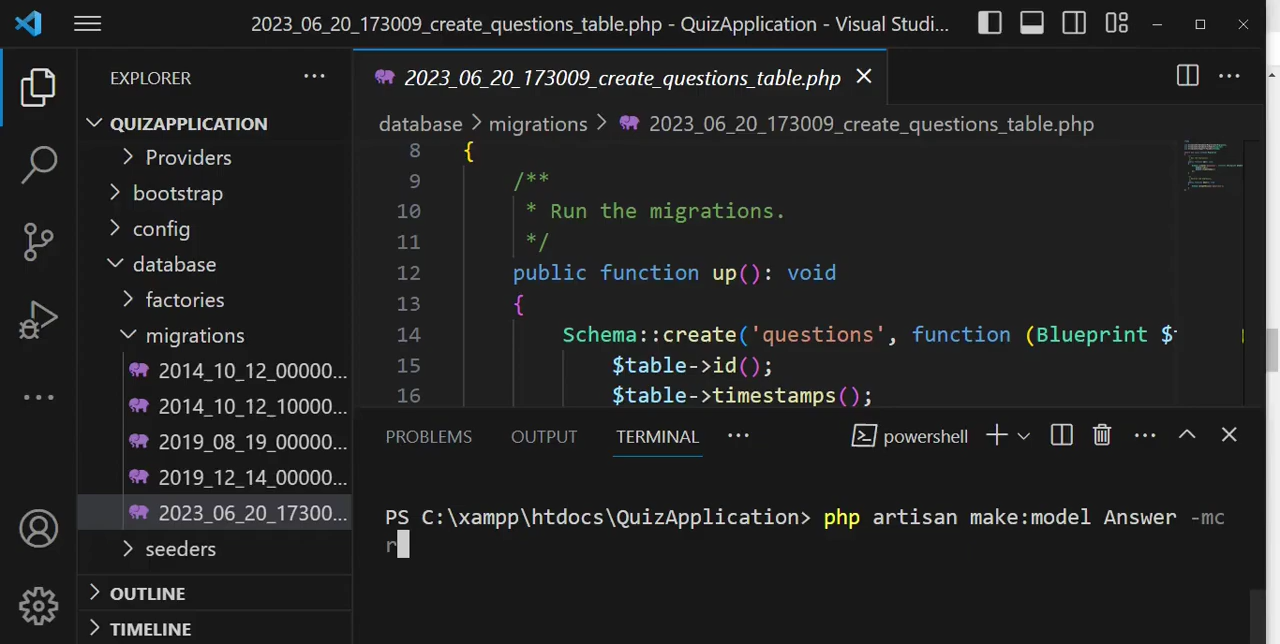 2023_06_20_173009_create_questions_table.php - QuizApplication - Visual Studi...
EXPLORER
QUIZAPPLICATION
Providers
bootstrap
config
database
factories
migrations
2014_10_12_00000...
2014_10_12_10000...
2019_08_19_00000...
2019_12_14_00000...
2023_06_20_17300...
seeders
OUTLINE
TIMELINE
2023_06_20_173009_create_questions_table.php
database > migrations > 2023_06_20_173009_create_questions_table.php
8 {
9 /**
10 * Run the migrations.
11 */
12 public function up(): void
13 {
14 Schema::create('questions', function (Blueprint $
15 $table->id();
16 $table->timestamps();
PROBLEMS OUTPUT TERMINAL ... powershell
PS C:\xampp\htdocs\QuizApplication> php artisan make:model Answer -mc
r